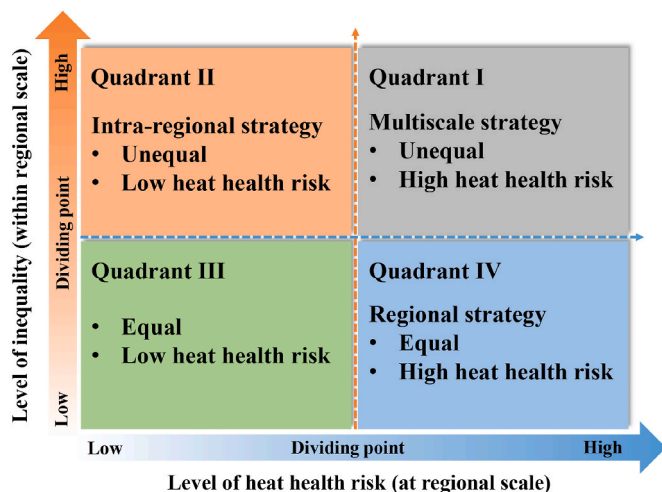 Level of inequality (within regional scale)
High
Dividing point
Low
Quadrant II
Intra-regional strategy
• Unequal
• Low heat health risk
Quadrant I
Multiscale strategy
• Unequal
• High heat health risk
Quadrant III
• Equal
• Low heat health risk
Quadrant IV
Regional strategy
• Equal
• High heat health risk
Low
Dividing point
High
Level of heat health risk (at regional scale)